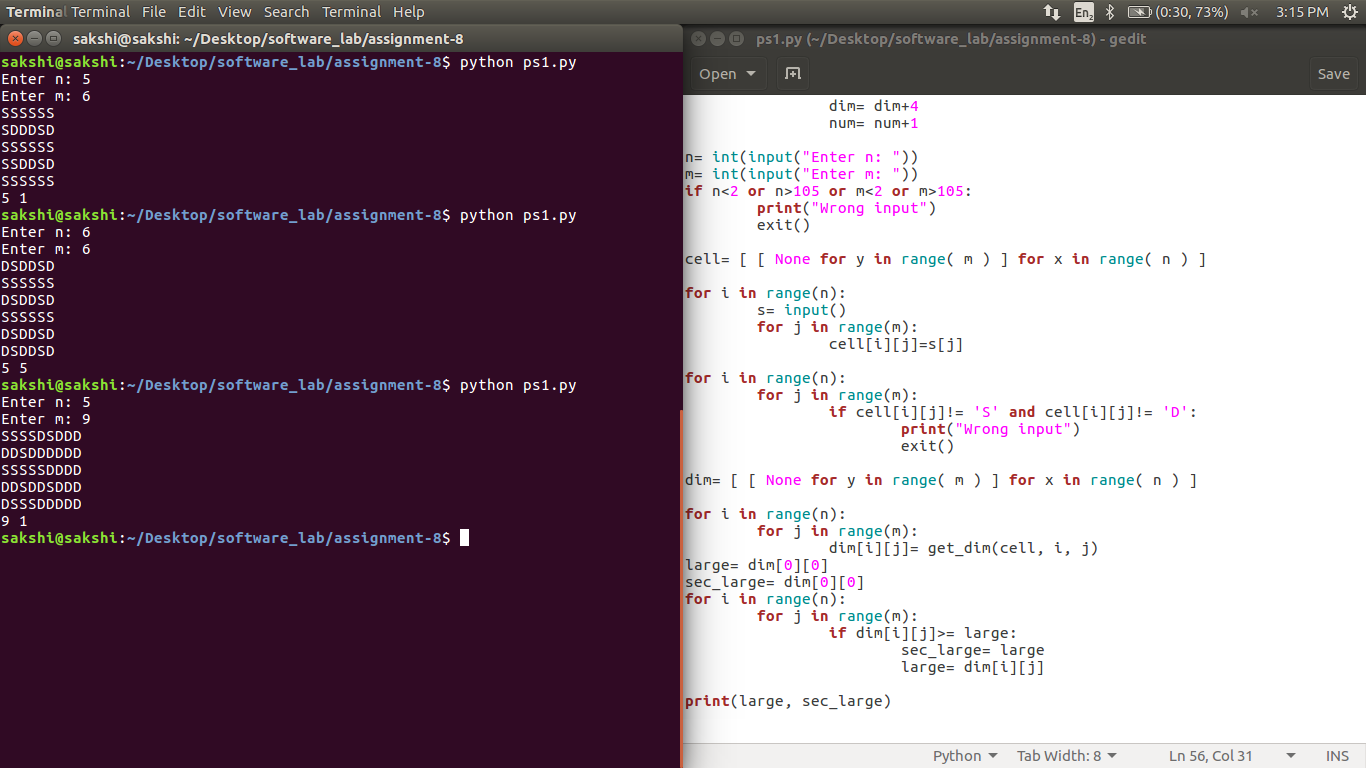 Terminal Terminal File Edit View Search Terminal Help En2 (0:30, 73%) 3:15 PM
sakshi@sakshi: ~/Desktop/software_lab/assignment-8
sakshi@sakshi:~/Desktop/software_lab/assignment-8$ python ps1.py
Enter n: 5
Enter m: 6
SSSSSS
SDDDSD
SSSSSS
SSDDSD
SSSSSS
5 1
sakshi@sakshi:~/Desktop/software_lab/assignment-8$ python ps1.py
Enter n: 6
Enter m: 6
DSDDSD
SSSSSS
DSDDSD
SSSSSS
DSDDSD
DSDDSD
5 5
sakshi@sakshi:~/Desktop/software_lab/assignment-8$ python ps1.py
Enter n: 5
Enter m: 9
SSSSDSDDD
DDSDDDDDD
SSSSSDDDD
DDSDDSDDD
DSSSDDDDD
9 1
sakshi@sakshi:~/Desktop/software_lab/assignment-8$
ps1.py (~/Desktop/software_lab/assignment-8) - gedit
Open Save
dim= dim+4
num= num+1
n= int(input("Enter n: "))
m= int(input("Enter m: "))
if n<2 or n>105 or m<2 or m>105:
print("Wrong input")
exit()
cell= [ [ None for y in range( m ) ] for x in range( n ) ]
for i in range(n):
s= input()
for j in range(m):
cell[i][j]=s[j]
for i in range(n):
for j in range(m):
if cell[i][j]!= 'S' and cell[i][j]!= 'D':
print("Wrong input")
exit()
dim= [ [ None for y in range( m ) ] for x in range( n ) ]
for i in range(n):
for j in range(m):
dim[i][j]= get_dim(cell, i, j)
large= dim[0][0]
sec_large= dim[0][0]
for i in range(n):
for j in range(m):
if dim[i][j]>= large:
sec_large= large
large= dim[i][j]
print(large, sec_large)
Python Tab Width: 8 Ln 56, Col 31 INS